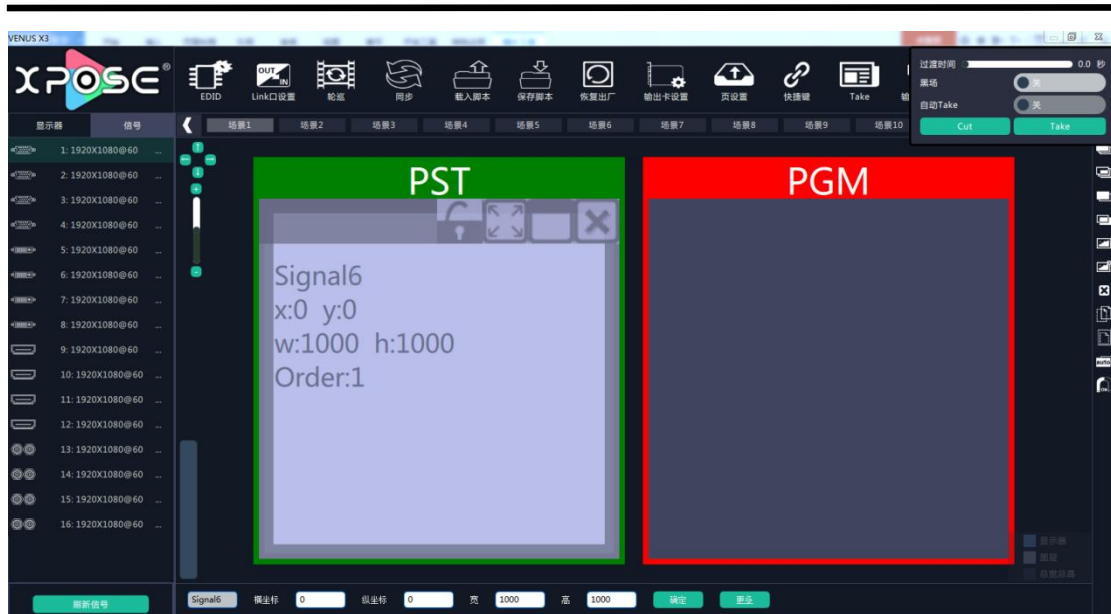 VENUS X3
XPOSE®
EDID
Link口设置
OUT
IN
轮巡
同步
载入脚本
保存脚本
恢复出厂
输出卡设置
页设置
快捷键
Take
过渡时间
0.0 秒
黑场
关
自动Take
关
Cut
Take
显示器
信号
场景1
场景2
场景3
场景4
场景5
场景6
场景7
场景8
场景9
场景10
1: 1920X1080@60 ...
2: 1920X1080@60 ...
3: 1920X1080@60 ...
4: 1920X1080@60 ...
5: 1920X1080@60 ...
6: 1920X1080@60 ...
7: 1920X1080@60 ...
8: 1920X1080@60 ...
9: 1920X1080@60 ...
10: 1920X1080@60 ...
11: 1920X1080@60 ...
12: 1920X1080@60 ...
13: 1920X1080@60 ...
14: 1920X1080@60 ...
15: 1920X1080@60 ...
16: 1920X1080@60 ...
PST
Signal6
x:0 y:0
w:1000 h:1000
Order:1
PGM
auto
显示器
图层
刷新信号
Signal6
横坐标
0
纵坐标
0
宽
1000
高
1000
确定
更多